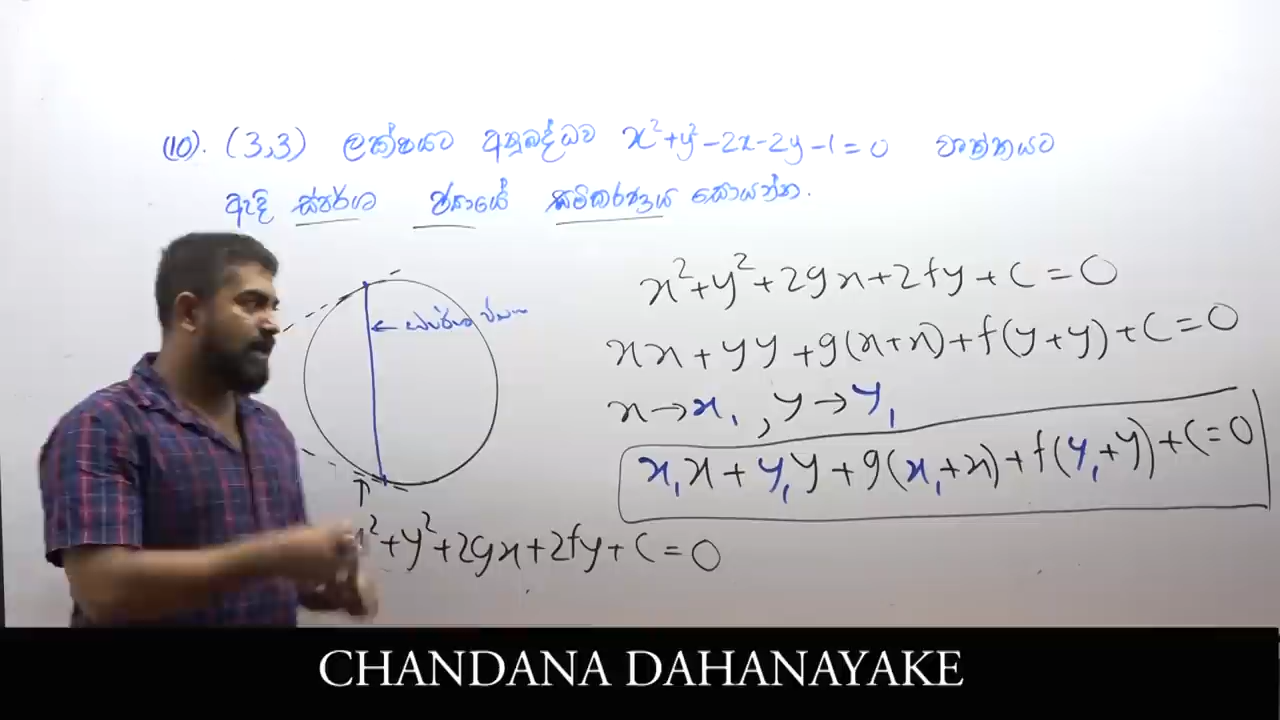 (10). (3,3) ලක්ෂයට අනුබද්ධව x²+y²-2x-2y-1=0 වෘත්තයට
ඇදි ස්පර්ශ ජ්‍යායේ සමීකරණය සොයන්න.
x²+y²+2gx+2fy+c=0
← ස්පර්ශ ජ්‍යාය
xx+yy+g(x+x)+f(y+y)+c=0
x→x₁, y→y₁
x₁x+y₁y+g(x₁+x)+f(y₁+y)+c=0
x²+y²+2gx+2fy+c=0
CHANDANA DAHANAYAKE